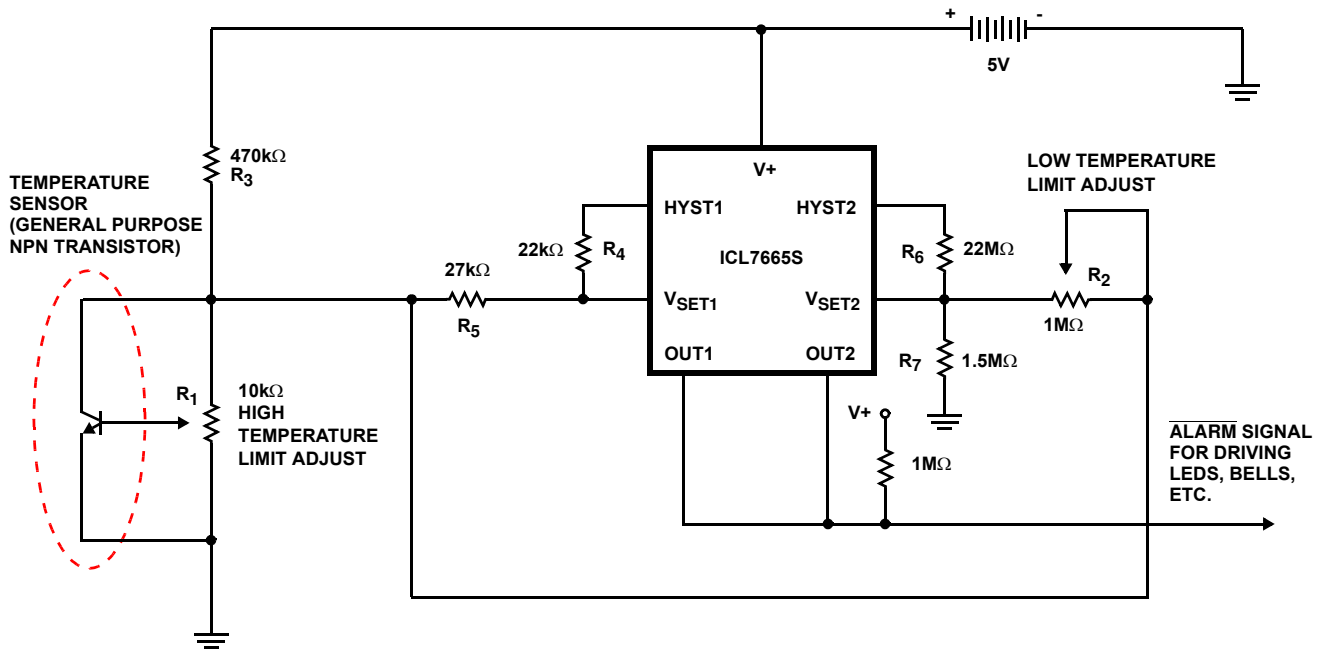 + -
5V
470kΩ
R3
TEMPERATURE
SENSOR
(GENERAL PURPOSE
NPN TRANSISTOR)
R1
10kΩ
HIGH
TEMPERATURE
LIMIT ADJUST
27kΩ
R5
22kΩ
R4
V+
HYST1
HYST2
ICL7665S
VSET1
VSET2
OUT1
OUT2
R6
22MΩ
R7
1.5MΩ
LOW TEMPERATURE
LIMIT ADJUST
R2
1MΩ
V+
1MΩ
ALARM SIGNAL
FOR DRIVING
LEDS, BELLS,
ETC.